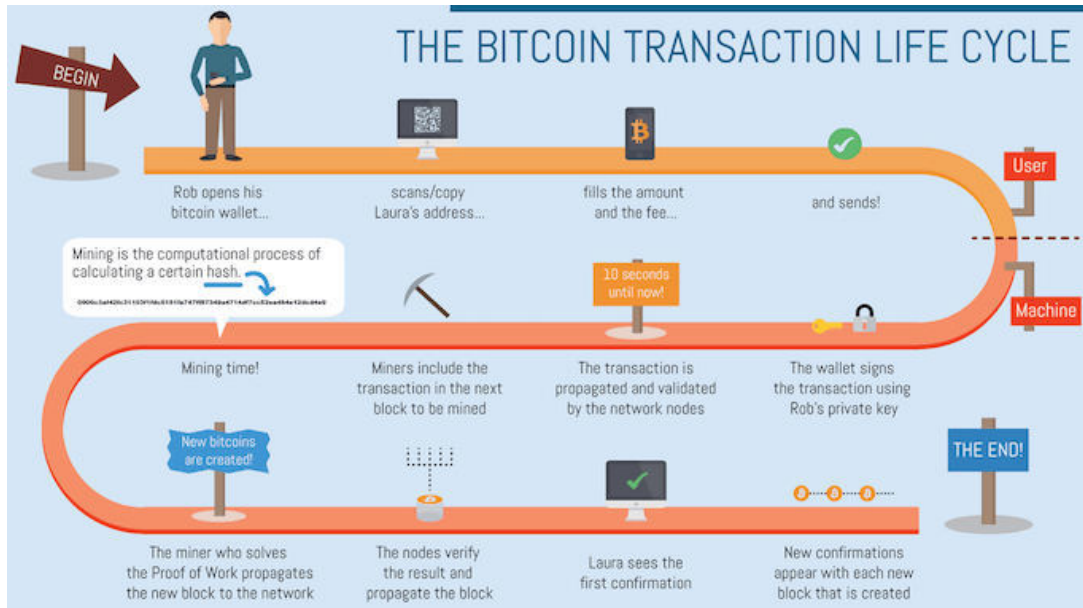 THE BITCOIN TRANSACTION LIFE CYCLE
BEGIN
Rob opens his
bitcoin wallet...
scans/copy
Laura's address...
fills the amount
and the fee...
and sends!
User
Machine
The wallet signs
the transaction using
Rob's private key
10 seconds
until now!
The transaction is
propagated and validated
by the network nodes
Miners include the
transaction in the next
block to be mined
Mining is the computational process of
calculating a certain hash.
Mining time!
New bitcoins
are created!
The miner who solves
the Proof of Work propagates
the new block to the network
The nodes verify
the result and
propagate the block
Laura sees the
first confirmation
New confirmations
appear with each new
block that is created
THE END!